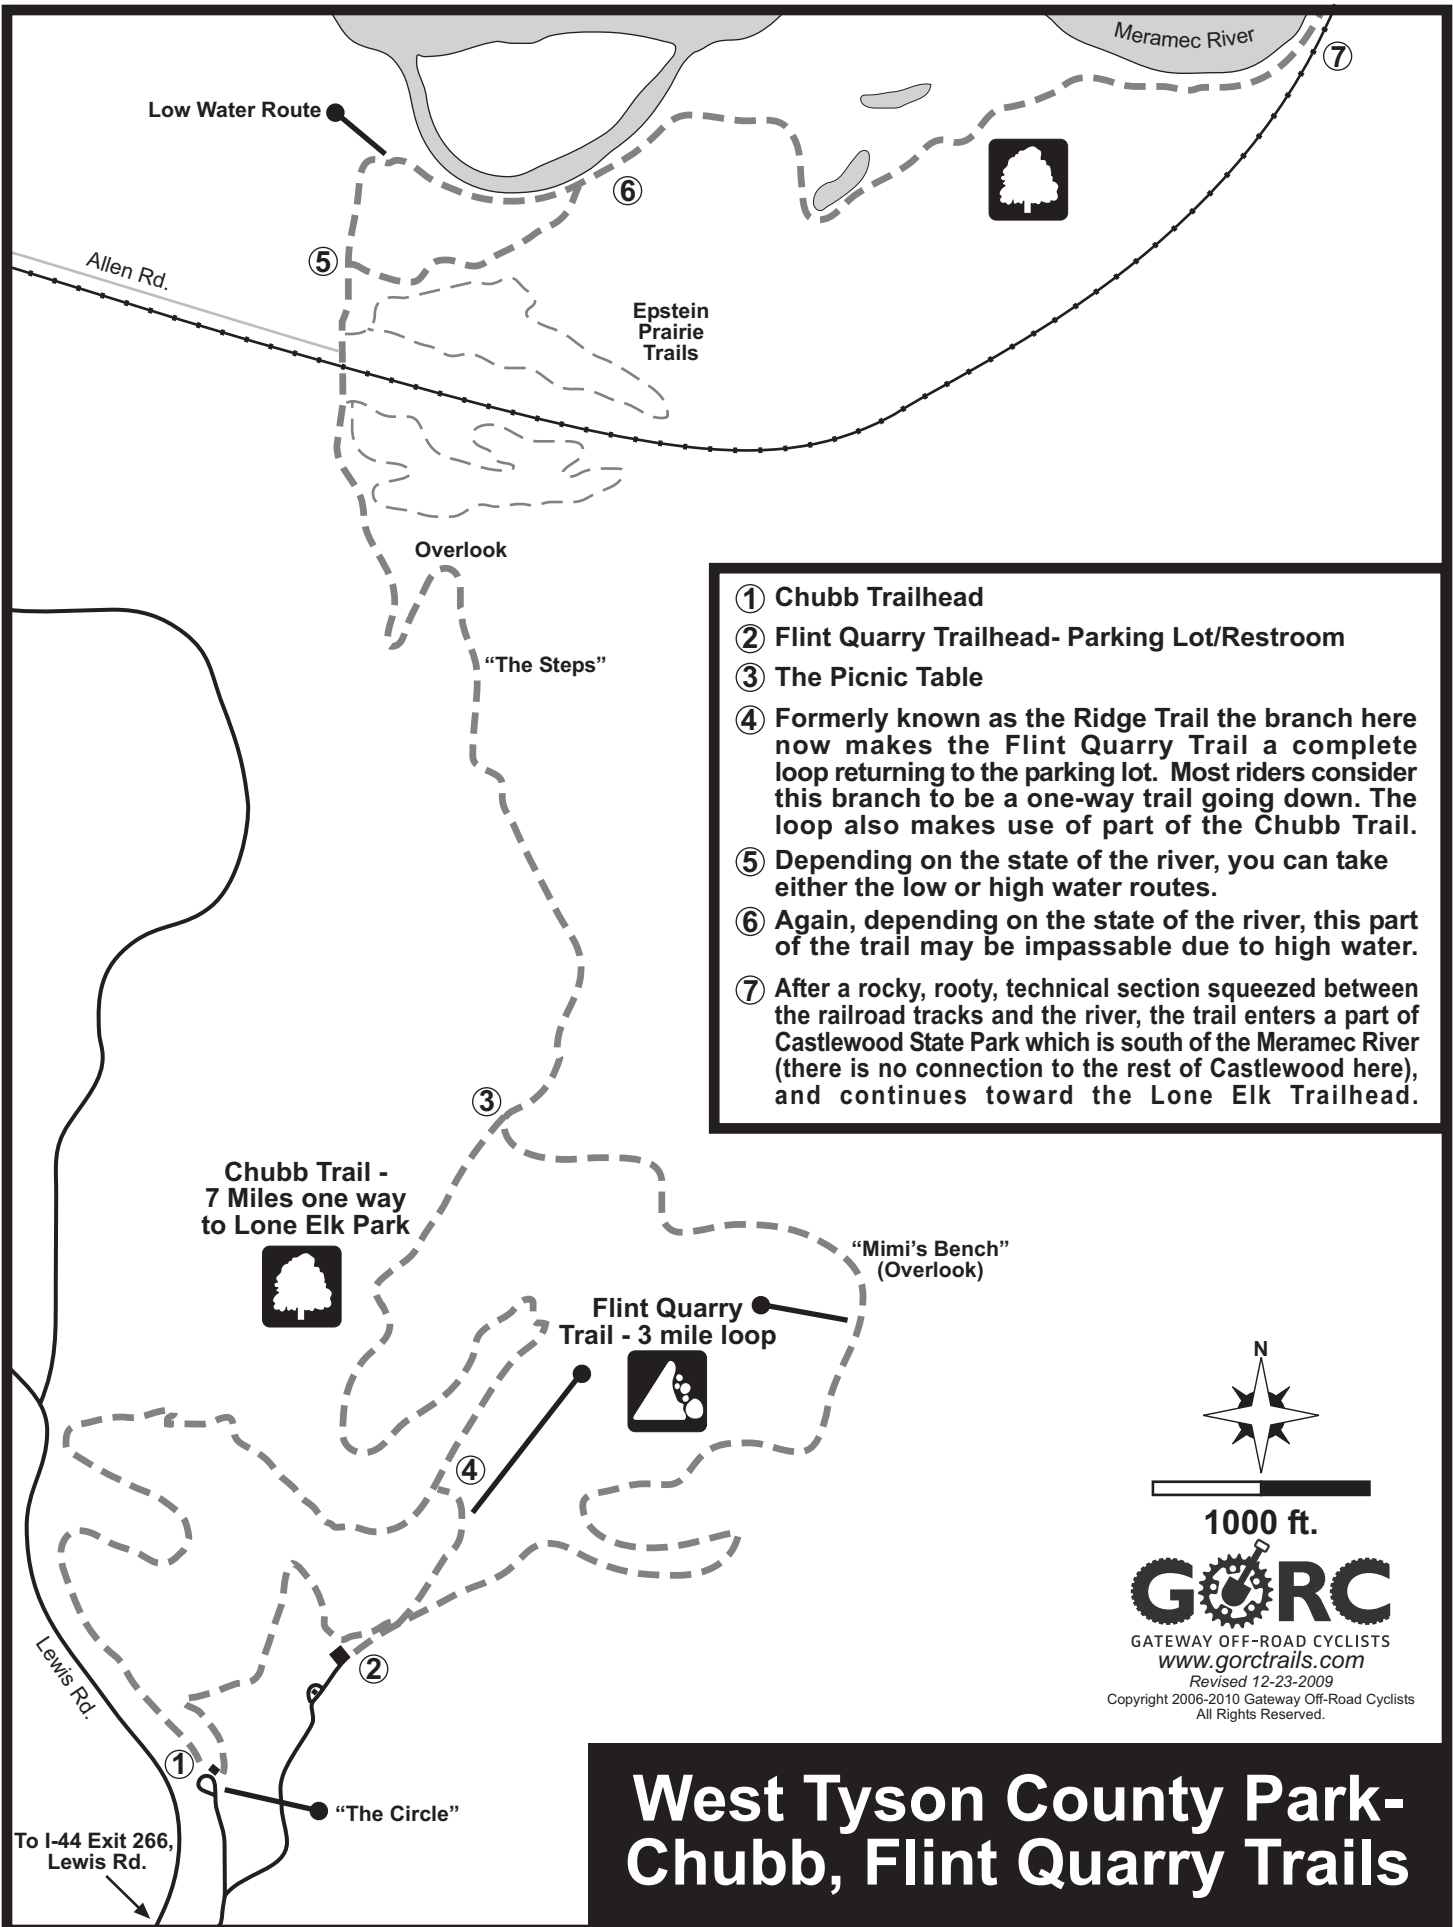 Meramec River
7
Low Water Route
6
5
Allen Rd.
Epstein
Prairie
Trails
Overlook
“The Steps”
1 Chubb Trailhead
2 Flint Quarry Trailhead- Parking Lot/Restroom
3 The Picnic Table
4 Formerly known as the Ridge Trail the branch here
now makes the Flint Quarry Trail a complete
loop returning to the parking lot. Most riders consider
this branch to be a one-way trail going down. The
loop also makes use of part of the Chubb Trail.
5 Depending on the state of the river, you can take
either the low or high water routes.
6 Again, depending on the state of the river, this part
of the trail may be impassable due to high water.
7 After a rocky, rooty, technical section squeezed between
the railroad tracks and the river, the trail enters a part of
Castlewood State Park which is south of the Meramec River
(there is no connection to the rest of Castlewood here),
and continues toward the Lone Elk Trailhead.
3
Chubb Trail -
7 Miles one way
to Lone Elk Park
“Mimi’s Bench”
(Overlook)
Flint Quarry
Trail - 3 mile loop
4
N
1000 ft.
GORC
GATEWAY OFF-ROAD CYCLISTS
www.gorctrails.com
Revised 12-23-2009
Copyright 2006-2010 Gateway Off-Road Cyclists
All Rights Reserved.
Lewis Rd.
2
1
“The Circle”
To I-44 Exit 266,
Lewis Rd.
West Tyson County Park-
Chubb, Flint Quarry Trails